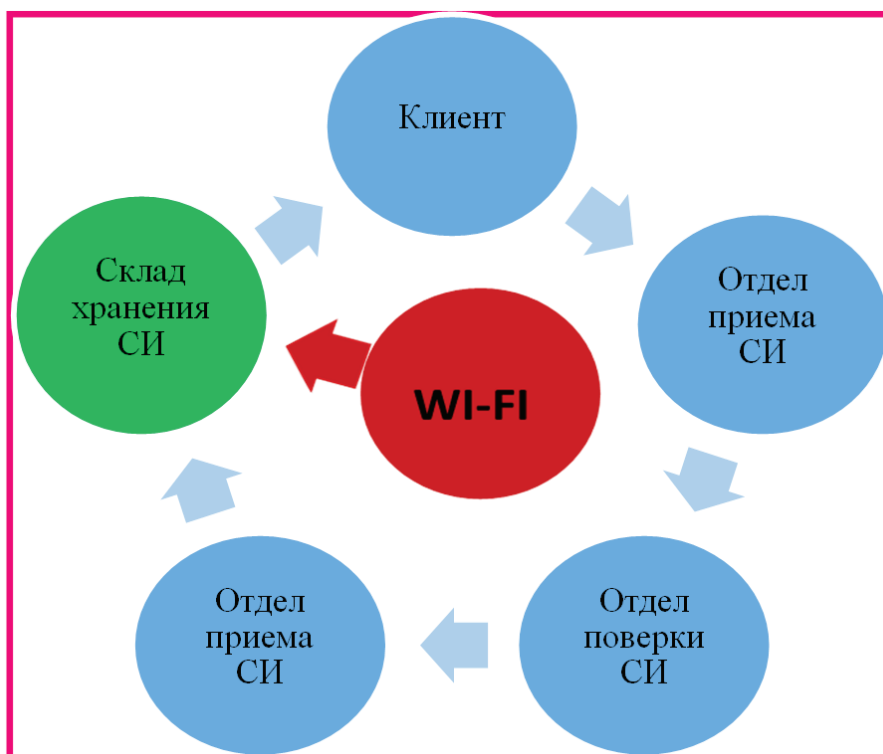 Клиент
Отдел
приема
СИ
Отдел
поверки
СИ
Отдел
приема
СИ
Склад
хранения
СИ
WI-FI